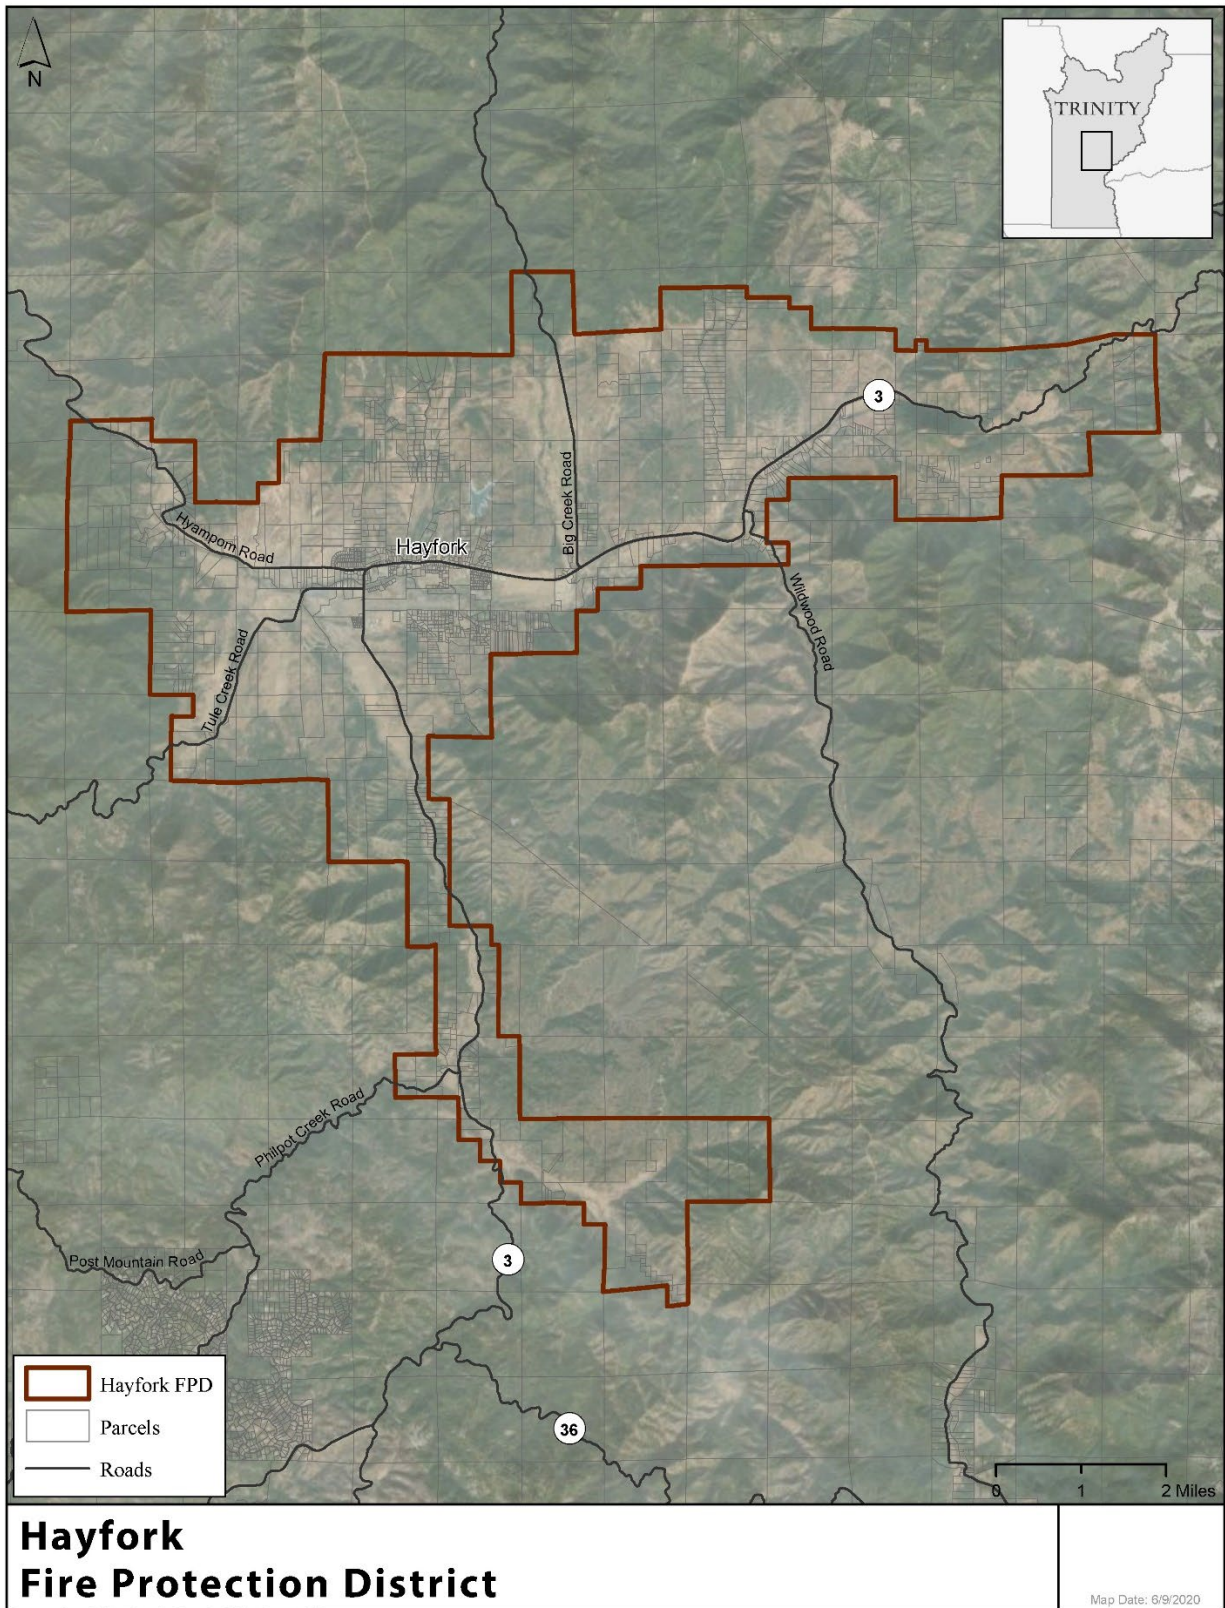 N
TRINITY
3
Big Creek Road
Hyampom Road
Hayfork
Wildwood Road
Tule Creek Road
Philpot Creek Road
Post Mountain Road
3
36
Hayfork FPD
Parcels
Roads
0 1 2 Miles
Hayfork
Fire Protection District
Map Date: 6/9/2020